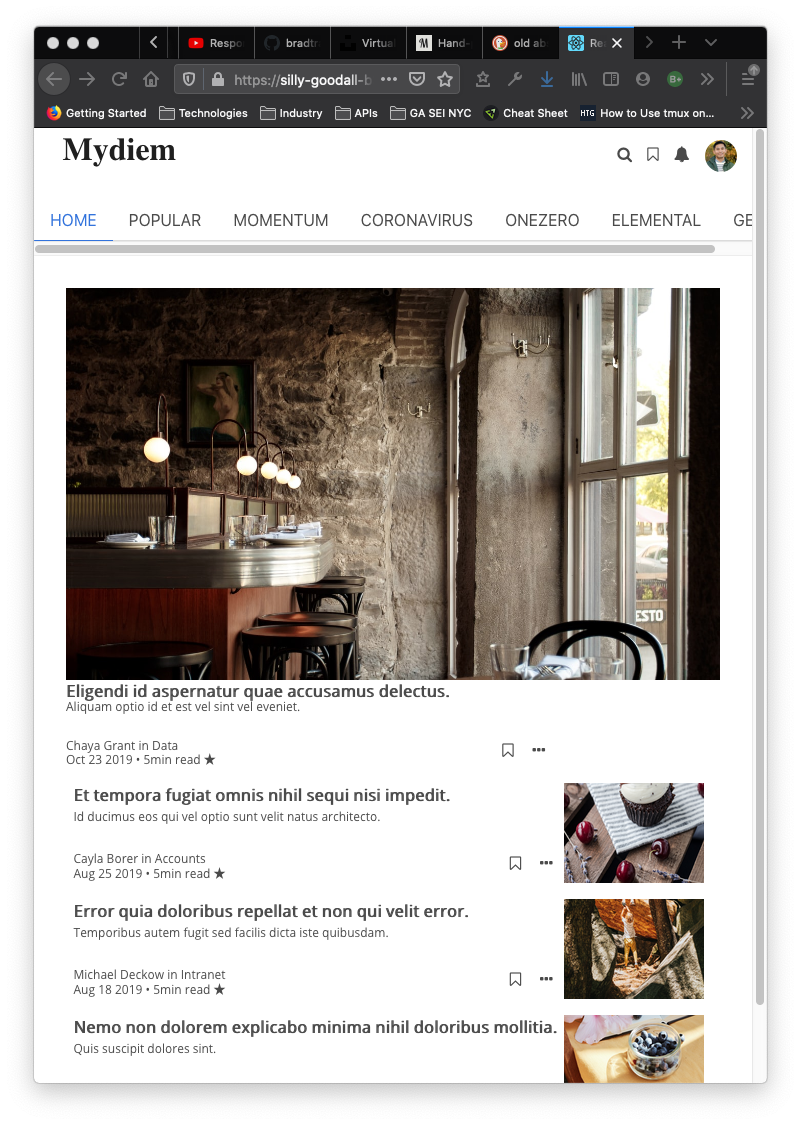 Respo
bradtr
Virtual
Hand-
old ab
Re
https://silly-goodall-b
Getting Started Technologies Industry APIs GA SEI NYC Cheat Sheet HTG How to Use tmux on...
Mydiem
HOME POPULAR MOMENTUM CORONAVIRUS ONEZERO ELEMENTAL GE
ESTO
Eligendi id aspernatur quae accusamus delectus.
Aliquam optio id et est vel sint vel eveniet.
Chaya Grant in Data
Oct 23 2019 • 5min read ★
Et tempora fugiat omnis nihil sequi nisi impedit.
Id ducimus eos qui vel optio sunt velit natus architecto.
Cayla Borer in Accounts
Aug 25 2019 • 5min read ★
Error quia doloribus repellat et non qui velit error.
Temporibus autem fugit sed facilis dicta iste quibusdam.
Michael Deckow in Intranet
Aug 18 2019 • 5min read ★
Nemo non dolorem explicabo minima nihil doloribus mollitia.
Quis suscipit dolores sint.